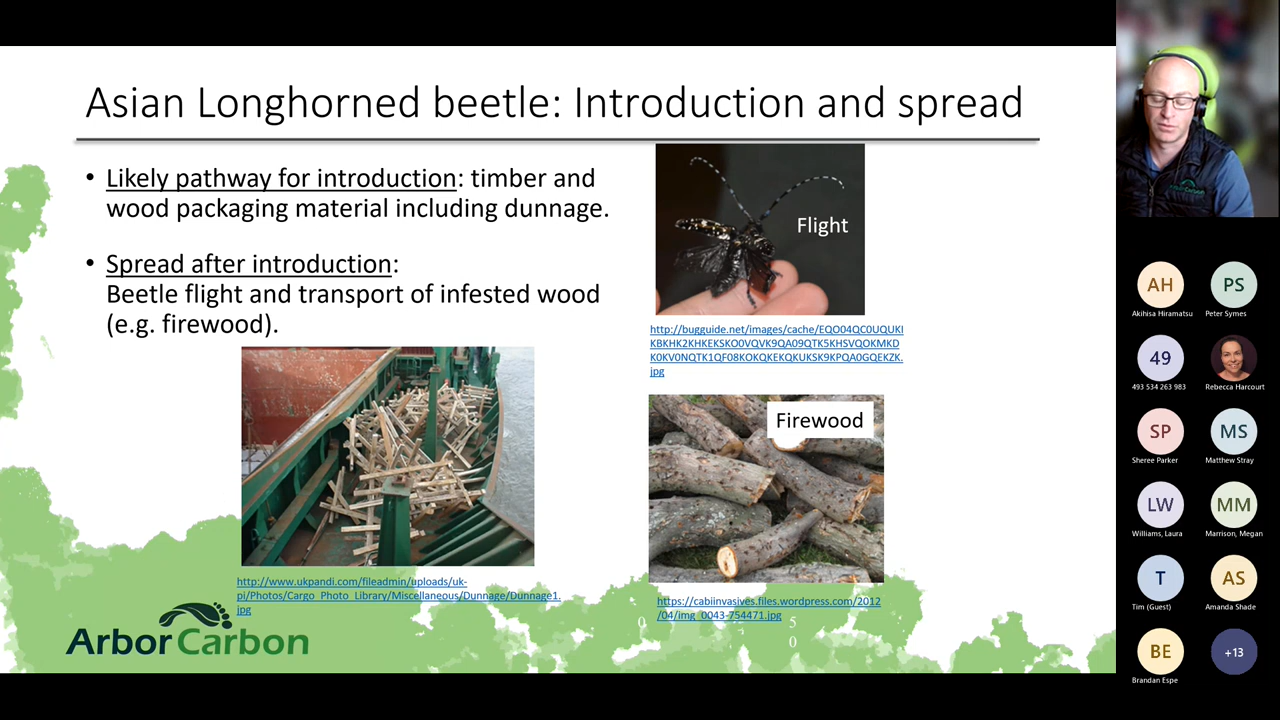 Asian Longhorned beetle: Introduction and spread
• Likely pathway for introduction: timber and
wood packaging material including dunnage.
• Spread after introduction:
Beetle flight and transport of infested wood
(e.g. firewood).
Flight
http://bugguide.net/images/cache/EQO04QC0UQUKI
KBKHK2KHKEKSKO0VQVK9QA09QTK5KHSVQOKMKD
K0KV0NQTK1QF08KOKQKEKQKUKSK9KPQA0GQEKZK.
jpg
Firewood
http://www.ukpandi.com/fileadmin/uploads/uk-
pi/Photos/Cargo_Photo_Library/Miscellaneous/Dunnage/Dunnage1.
jpg
https://cabiinvasives.files.wordpress.com/2012
/04/img_0043-754471.jpg
5
0
ArborCarbon
AH
Akihisa Hiramatsu
PS
Peter Symes
49
493 534 263 983
Rebecca Harcourt
SP
Sheree Parker
MS
Matthew Stray
LW
Williams, Laura
MM
Marrison, Megan
T
Tim (Guest)
AS
Amanda Shade
BE
Brandan Espe
+13